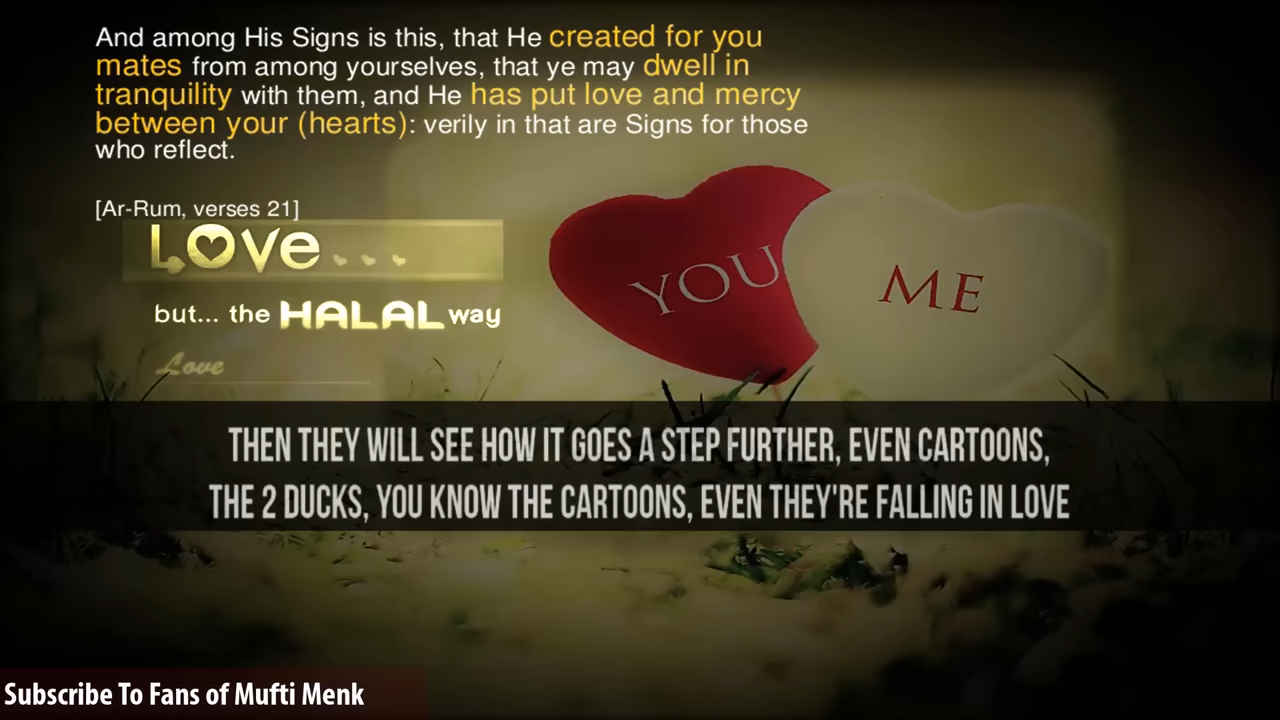 And among His Signs is this, that He created for you
mates from among yourselves, that ye may dwell in
tranquility with them, and He has put love and mercy
between your (hearts): verily in that are Signs for those
who reflect.
[Ar-Rum, verses 21]
Love...
but... the HALAL way
Love
YOU
ME
THEN THEY WILL SEE HOW IT GOES A STEP FURTHER, EVEN CARTOONS,
THE 2 DUCKS, YOU KNOW THE CARTOONS, EVEN THEY'RE FALLING IN LOVE
Subscribe To Fans of Mufti Menk